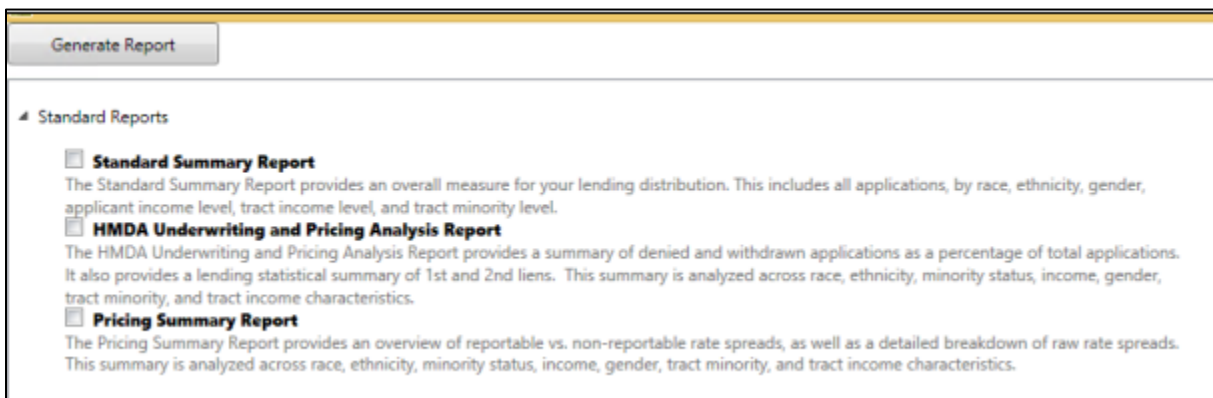 Generate Report
Standard Reports
Standard Summary Report
The Standard Summary Report provides an overall measure for your lending distribution. This includes all applications, by race, ethnicity, gender,
applicant income level, tract income level, and tract minority level.
HMDA Underwriting and Pricing Analysis Report
The HMDA Underwriting and Pricing Analysis Report provides a summary of denied and withdrawn applications as a percentage of total applications.
It also provides a lending statistical summary of 1st and 2nd liens.  This summary is analyzed across race, ethnicity, minority status, income, gender,
tract minority, and tract income characteristics.
Pricing Summary Report
The Pricing Summary Report provides an overview of reportable vs. non-reportable rate spreads, as well as a detailed breakdown of raw rate spreads.
This summary is analyzed across race, ethnicity, minority status, income, gender, tract minority, and tract income characteristics.